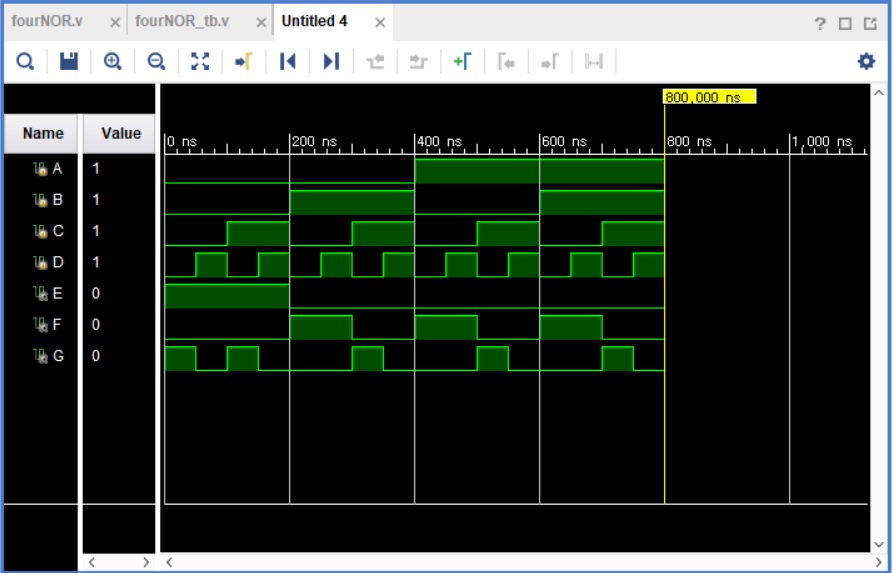 fourNOR.v × fourNOR_tb.v × Untitled 4 × ?
800,000 ns
Name Value 0 ns 200 ns 400 ns 600 ns 800 ns 1,000 ns
A 1
B 1
C 1
D 1
E 0
F 0
G 0